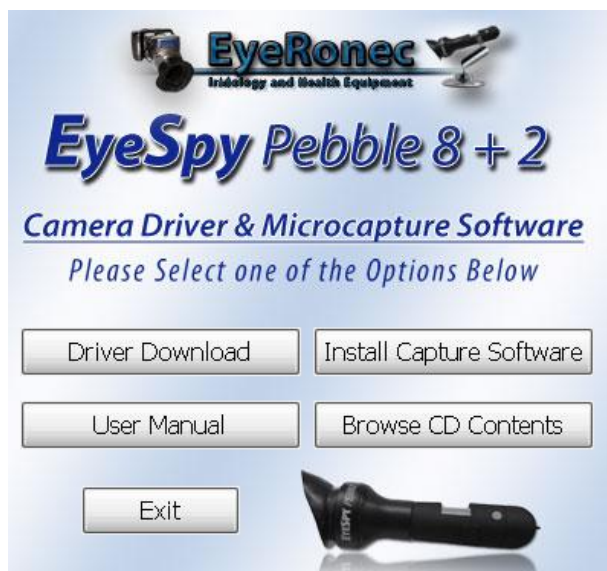 EyeRonec
Iridology and Health Equipment
EyeSpy Pebble 8 + 2
Camera Driver & Microcapture Software
Please Select one of the Options Below
Driver Download
Install Capture Software
User Manual
Browse CD Contents
Exit
EYESPY